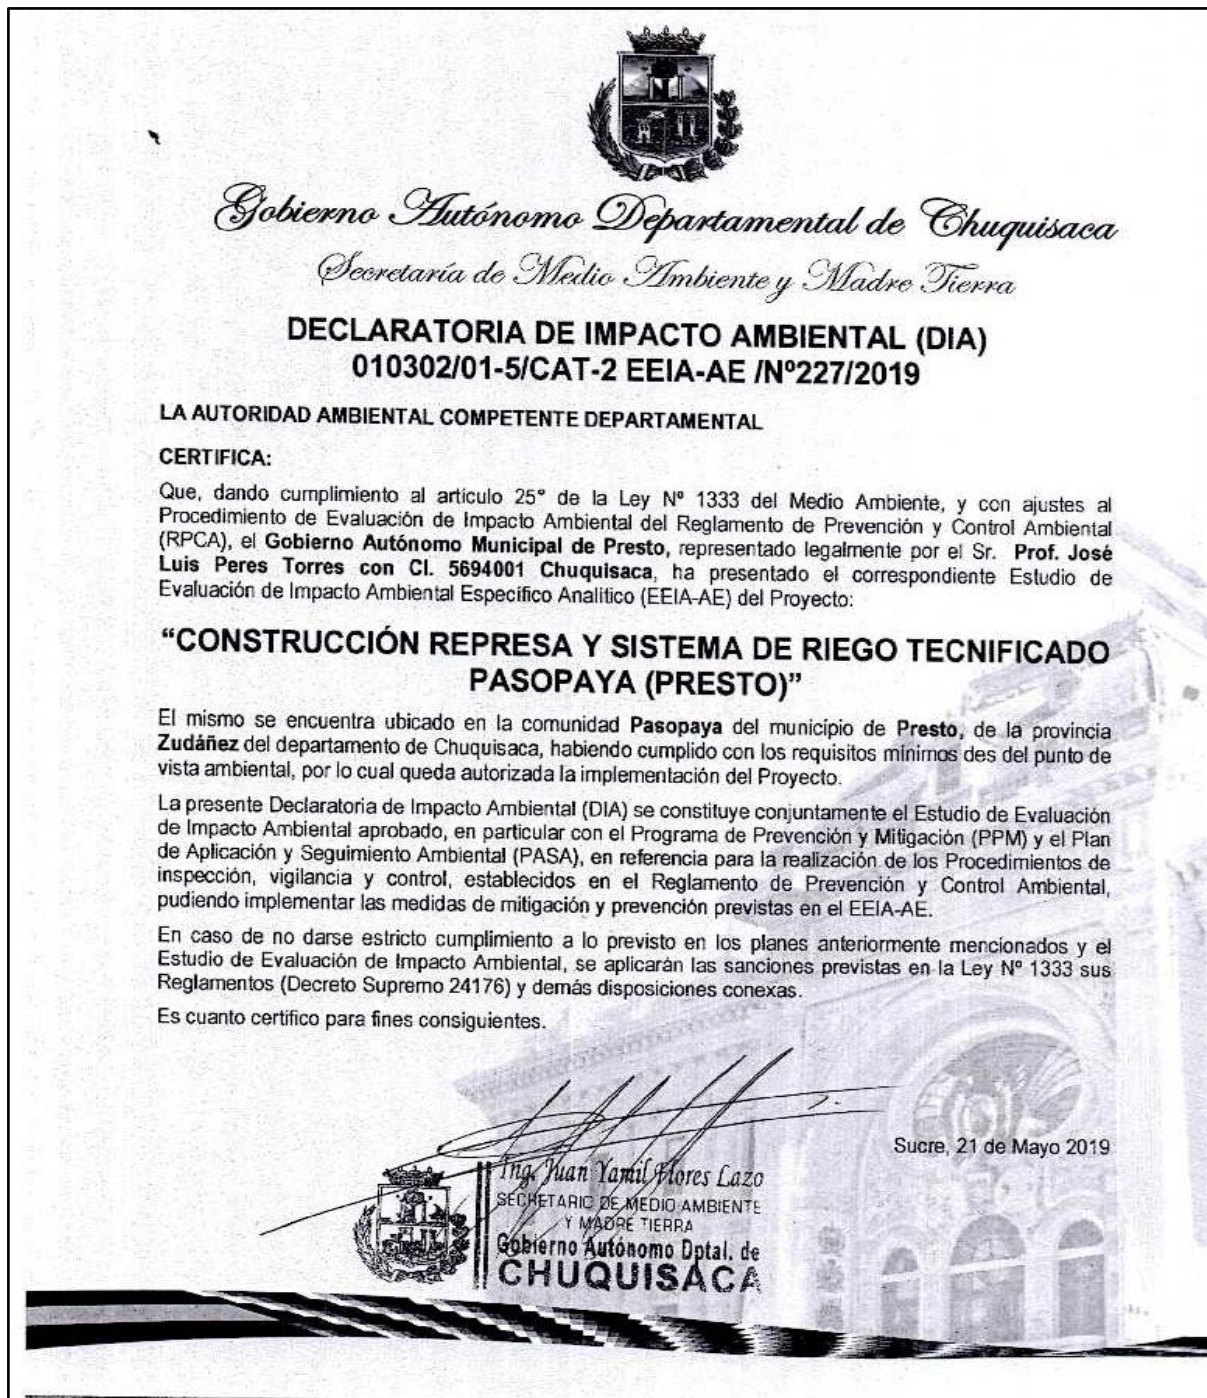 Gobierno Autónomo Departamental de Chuquisaca
Secretaría de Medio Ambiente y Madre Tierra
DECLARATORIA DE IMPACTO AMBIENTAL (DIA)
010302/01-5/CAT-2 EEIA-AE /Nº227/2019
LA AUTORIDAD AMBIENTAL COMPETENTE DEPARTAMENTAL
CERTIFICA:
Que, dando cumplimiento al artículo 25° de la Ley Nº 1333 del Medio Ambiente, y con ajustes al
Procedimiento de Evaluación de Impacto Ambiental del Reglamento de Prevención y Control Ambiental
(RPCA), el Gobierno Autónomo Municipal de Presto, representado legalmente por el Sr. Prof. José
Luis Peres Torres con CI. 5694001 Chuquisaca, ha presentado el correspondiente Estudio de
Evaluación de Impacto Ambiental Específico Analítico (EEIA-AE) del Proyecto:
“CONSTRUCCIÓN REPRESA Y SISTEMA DE RIEGO TECNIFICADO
PASOPAYA (PRESTO)”
El mismo se encuentra ubicado en la comunidad Pasopaya del municipio de Presto, de la provincia
Zudáñez del departamento de Chuquisaca, habiendo cumplido con los requisitos mínimos des del punto de
vista ambiental, por lo cual queda autorizada la implementación del Proyecto.
La presente Declaratoria de Impacto Ambiental (DIA) se constituye conjuntamente el Estudio de Evaluación
de Impacto Ambiental aprobado, en particular con el Programa de Prevención y Mitigación (PPM) y el Plan
de Aplicación y Seguimiento Ambiental (PASA), en referencia para la realización de los Procedimientos de
inspección, vigilancia y control, establecidos en el Reglamento de Prevención y Control Ambiental,
pudiendo implementar las medidas de mitigación y prevención previstas en el EEIA-AE.
En caso de no darse estricto cumplimiento a lo previsto en los planes anteriormente mencionados y el
Estudio de Evaluación de Impacto Ambiental, se aplicarán las sanciones previstas en la Ley Nº 1333 sus
Reglamentos (Decreto Supremo 24176) y demás disposiciones conexas.
Es cuanto certifico para fines consiguientes.
Sucre, 21 de Mayo 2019
Ing. Juan Yamil Flores Lazo
SECRETARIO DE MEDIO AMBIENTE
Y MADRE TIERRA
Gobierno Autónomo Dptal. de
CHUQUISACA